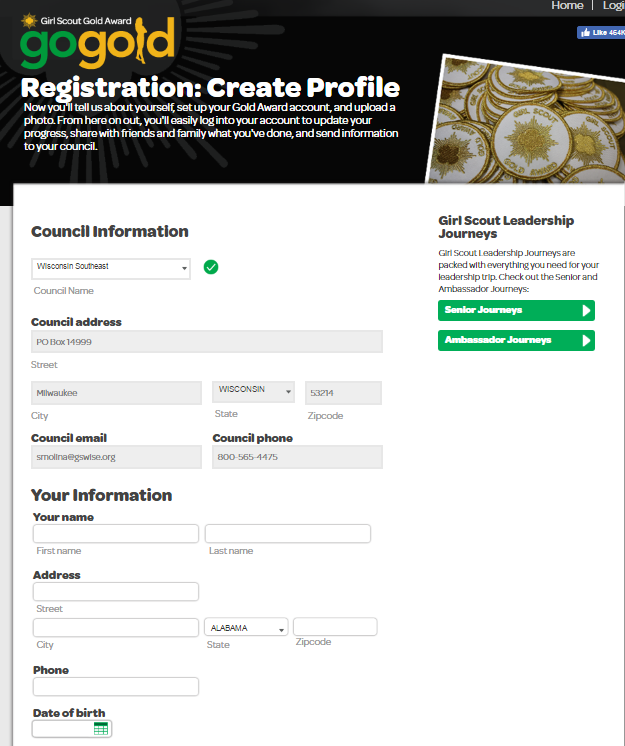 Home | Logi
Girl Scout Gold Award
gogold
Like 464K
Registration: Create Profile
Now you'll tell us about yourself, set up your Gold Award account, and upload a
photo. From here on out, you'll easily log into your account to update your
progress, share with friends and family what you've done, and send information
to your council.
GIRL SCOUT
GOLD AWARD
Council Information
Wisconsin Southeast
Council Name
Council address
PO Box 14999
Street
Milwaukee
WISCONSIN
53214
City
State
Zipcode
Council email
Council phone
smolina@gswise.org
800-565-4475
Your Information
Your name
First name
Last name
Address
Street
ALABAMA
City
State
Zipcode
Phone
Date of birth
Girl Scout Leadership
Journeys
Girl Scout Leadership Journeys are
packed with everything you need for your
leadership trip. Check out the Senior and
Ambassador Journeys:
Senior Journeys
Ambassador Journeys